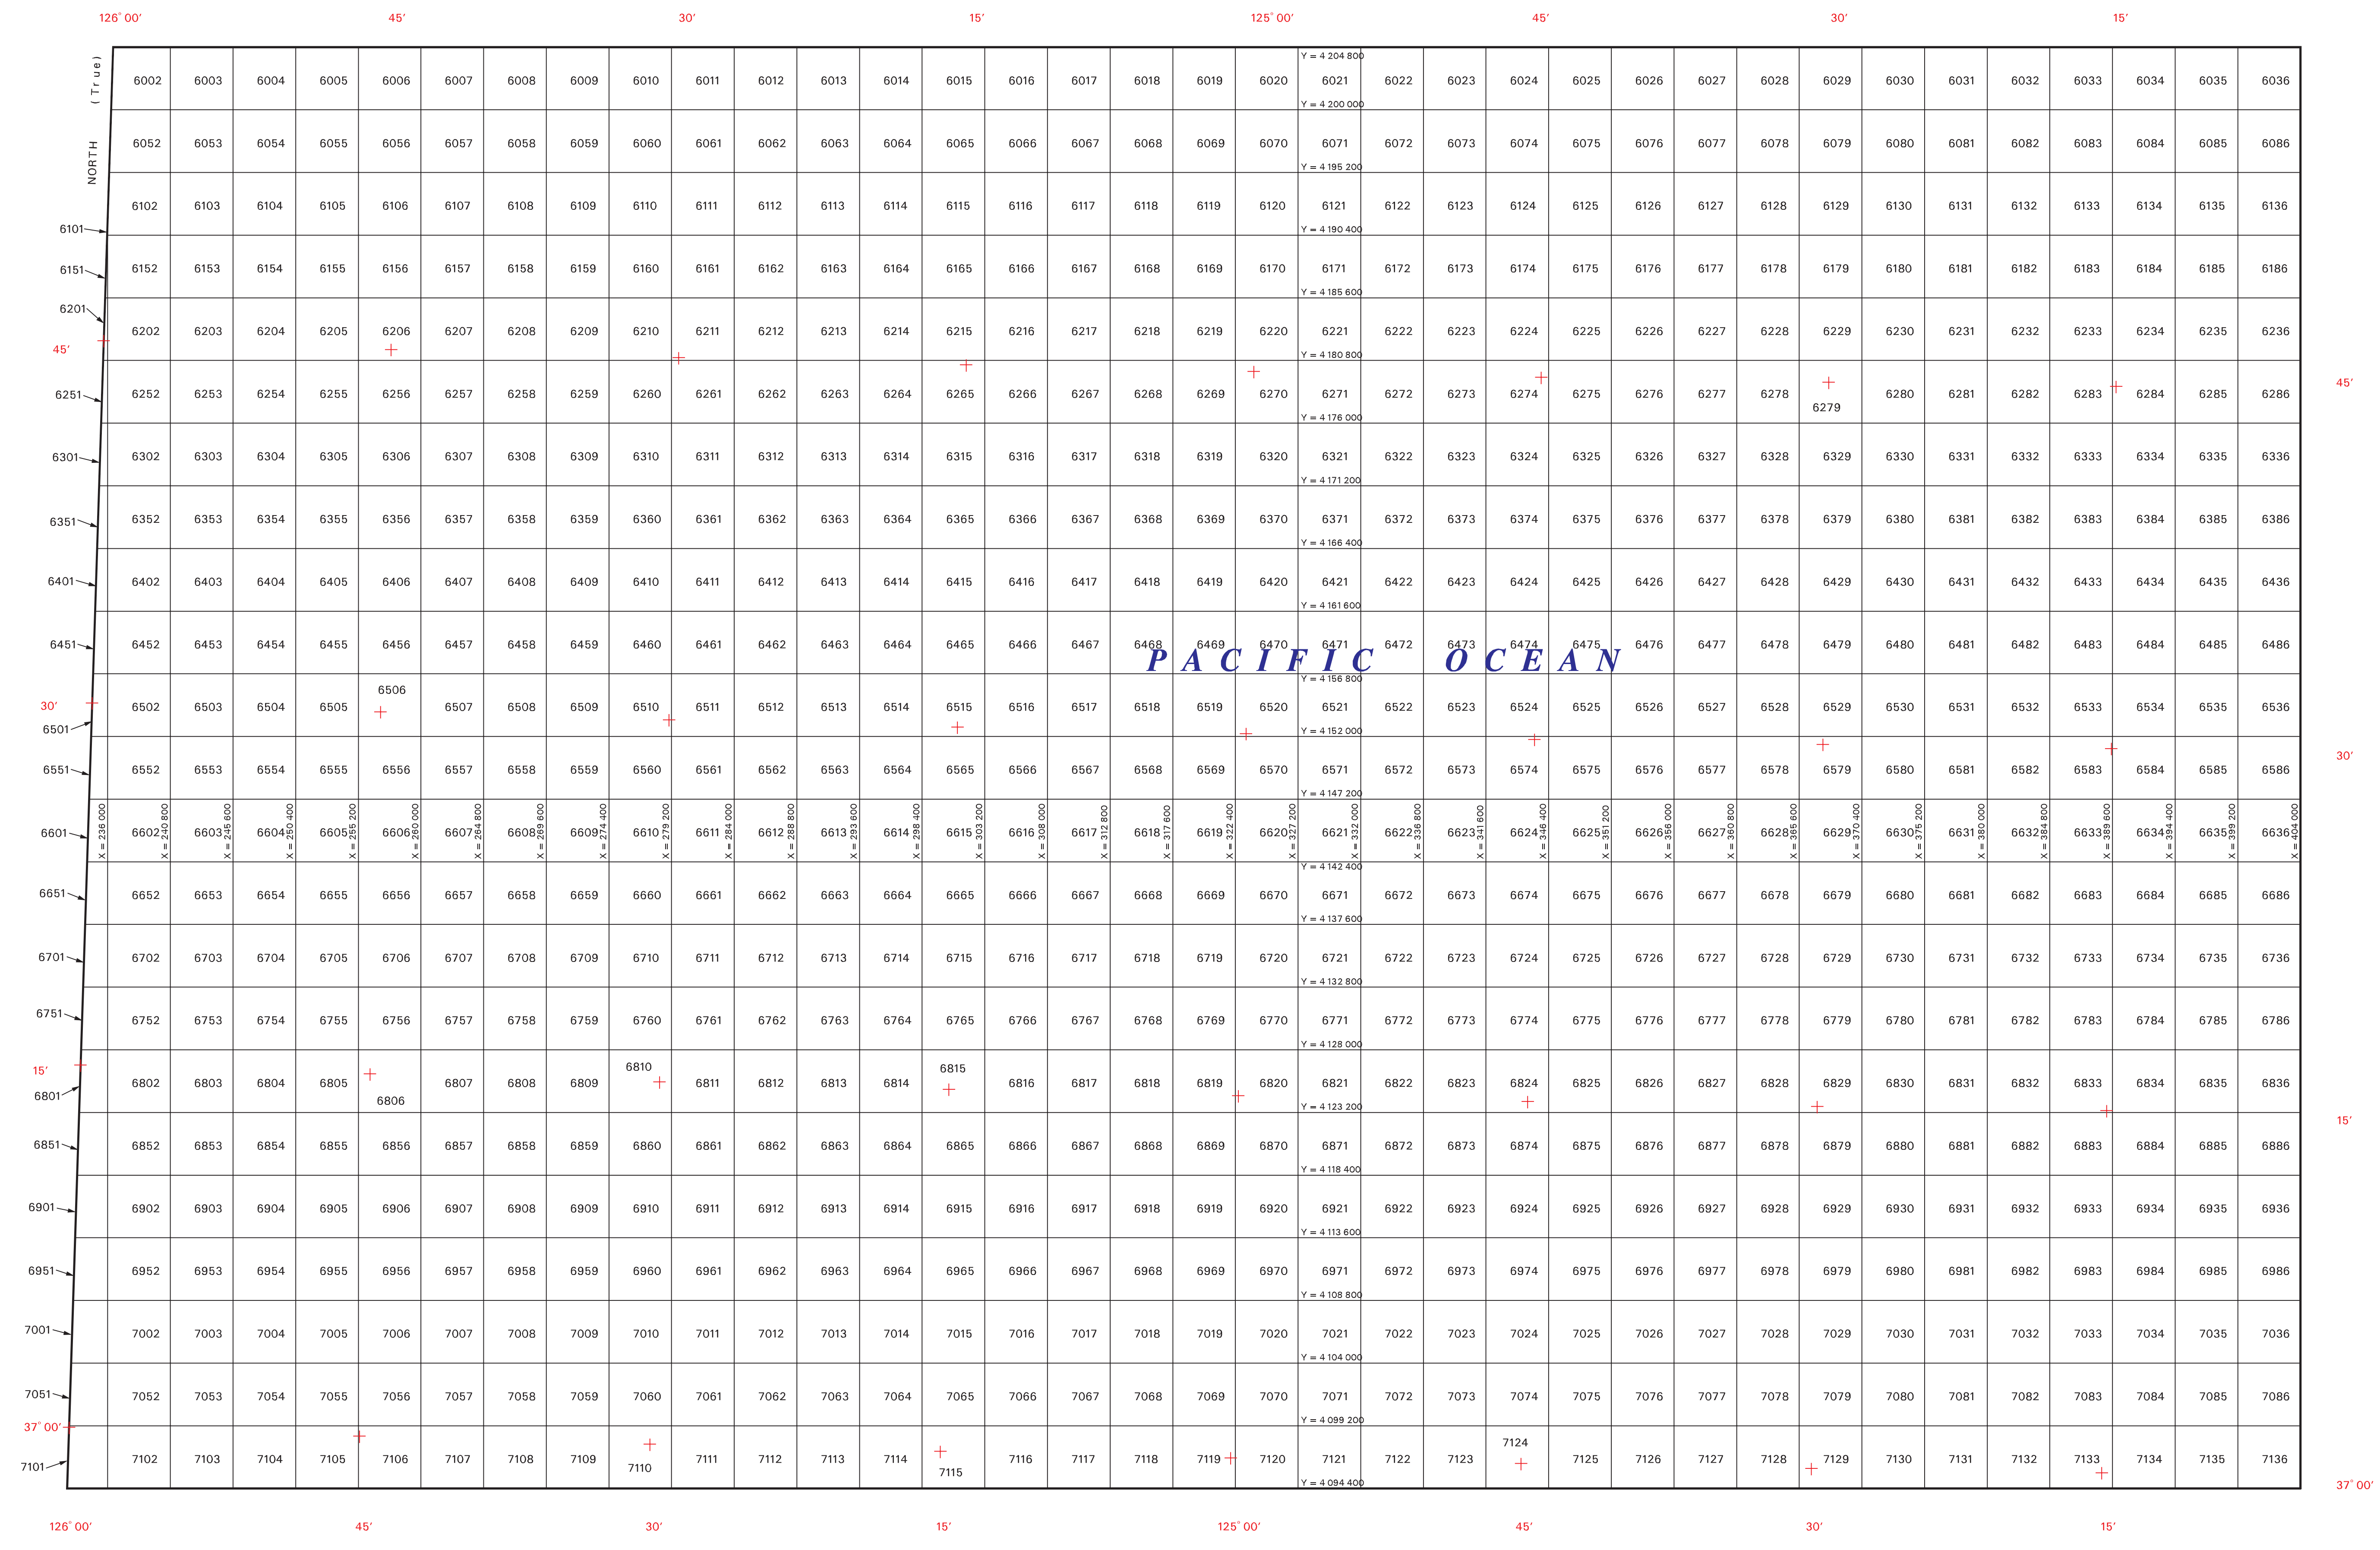 126° 00′ 45′ 30′ 15′ 125° 00′ 45′ 30′ 15′
NORTH (True)
Y = 4 204 800
6002 6003 6004 6005 6006 6007 6008 6009 6010 6011 6012 6013 6014 6015 6016 6017 6018 6019 6020 6021 6022 6023 6024 6025 6026 6027 6028 6029 6030 6031 6032 6033 6034 6035 6036
Y = 4 200 000
6052 6053 6054 6055 6056 6057 6058 6059 6060 6061 6062 6063 6064 6065 6066 6067 6068 6069 6070 6071 6072 6073 6074 6075 6076 6077 6078 6079 6080 6081 6082 6083 6084 6085 6086
Y = 4 195 200
6102 6103 6104 6105 6106 6107 6108 6109 6110 6111 6112 6113 6114 6115 6116 6117 6118 6119 6120 6121 6122 6123 6124 6125 6126 6127 6128 6129 6130 6131 6132 6133 6134 6135 6136
6101 Y = 4 190 400
6151 6152 6153 6154 6155 6156 6157 6158 6159 6160 6161 6162 6163 6164 6165 6166 6167 6168 6169 6170 6171 6172 6173 6174 6175 6176 6177 6178 6179 6180 6181 6182 6183 6184 6185 6186
Y = 4 185 600
6201
6202 6203 6204 6205 6206 6207 6208 6209 6210 6211 6212 6213 6214 6215 6216 6217 6218 6219 6220 6221 6222 6223 6224 6225 6226 6227 6228 6229 6230 6231 6232 6233 6234 6235 6236
45′ Y = 4 180 800
45′
6251 6252 6253 6254 6255 6256 6257 6258 6259 6260 6261 6262 6263 6264 6265 6266 6267 6268 6269 6270 6271 6272 6273 6274 6275 6276 6277 6278 6280 6281 6282 6283 6284 6285 6286
6279
Y = 4 176 000
6301 6302 6303 6304 6305 6306 6307 6308 6309 6310 6311 6312 6313 6314 6315 6316 6317 6318 6319 6320 6321 6322 6323 6324 6325 6326 6327 6328 6329 6330 6331 6332 6333 6334 6335 6336
Y = 4 171 200
6351 6352 6353 6354 6355 6356 6357 6358 6359 6360 6361 6362 6363 6364 6365 6366 6367 6368 6369 6370 6371 6372 6373 6374 6375 6376 6377 6378 6379 6380 6381 6382 6383 6384 6385 6386
Y = 4 166 400
6401 6402 6403 6404 6405 6406 6407 6408 6409 6410 6411 6412 6413 6414 6415 6416 6417 6418 6419 6420 6421 6422 6423 6424 6425 6426 6427 6428 6429 6430 6431 6432 6433 6434 6435 6436
Y = 4 161 600
6451 6452 6453 6454 6455 6456 6457 6458 6459 6460 6461 6462 6463 6464 6465 6466 6467 6468 6469 6470 6471 6472 6473 6474 6475 6476 6477 6478 6479 6480 6481 6482 6483 6484 6485 6486
PACIFIC OCEAN
Y = 4 156 800
6506
30′
6502 6503 6504 6505 6507 6508 6509 6510 6511 6512 6513 6514 6515 6516 6517 6518 6519 6520 6521 6522 6523 6524 6525 6526 6527 6528 6529 6530 6531 6532 6533 6534 6535 6536
6501 Y = 4 152 000
30′
6551 6552 6553 6554 6555 6556 6557 6558 6559 6560 6561 6562 6563 6564 6565 6566 6567 6568 6569 6570 6571 6572 6573 6574 6575 6576 6577 6578 6579 6580 6581 6582 6583 6584 6585 6586
Y = 4 147 200
6601 6602 6603 6604 6605 6606 6607 6608 6609 6610 6611 6612 6613 6614 6615 6616 6617 6618 6619 6620 6621 6622 6623 6624 6625 6626 6627 6628 6629 6630 6631 6632 6633 6634 6635 6636
X = 236 000 X = 240 800 X = 245 600 X = 250 400 X = 255 200 X = 260 000 X = 264 800 X = 269 600 X = 274 400 X = 279 200 X = 284 000 X = 288 800 X = 293 600 X = 298 400 X = 303 200 X = 308 000 X = 312 800 X = 317 600 X = 322 400 X = 327 200 X = 332 000 X = 336 800 X = 341 600 X = 346 400 X = 351 200 X = 356 000 X = 360 800 X = 365 600 X = 370 400 X = 375 200 X = 380 000 X = 384 800 X = 389 600 X = 394 400 X = 399 200 X = 404 000
Y = 4 142 400
6651 6652 6653 6654 6655 6656 6657 6658 6659 6660 6661 6662 6663 6664 6665 6666 6667 6668 6669 6670 6671 6672 6673 6674 6675 6676 6677 6678 6679 6680 6681 6682 6683 6684 6685 6686
Y = 4 137 600
6701 6702 6703 6704 6705 6706 6707 6708 6709 6710 6711 6712 6713 6714 6715 6716 6717 6718 6719 6720 6721 6722 6723 6724 6725 6726 6727 6728 6729 6730 6731 6732 6733 6734 6735 6736
Y = 4 132 800
6751 6752 6753 6754 6755 6756 6757 6758 6759 6760 6761 6762 6763 6764 6765 6766 6767 6768 6769 6770 6771 6772 6773 6774 6775 6776 6777 6778 6779 6780 6781 6782 6783 6784 6785 6786
Y = 4 128 000
6810 6815
15′
6802 6803 6804 6805 6807 6808 6809 6811 6812 6813 6814 6816 6817 6818 6819 6820 6821 6822 6823 6824 6825 6826 6827 6828 6829 6830 6831 6832 6833 6834 6835 6836
6801 6806
Y = 4 123 200
15′
6851 6852 6853 6854 6855 6856 6857 6858 6859 6860 6861 6862 6863 6864 6865 6866 6867 6868 6869 6870 6871 6872 6873 6874 6875 6876 6877 6878 6879 6880 6881 6882 6883 6884 6885 6886
Y = 4 118 400
6901 6902 6903 6904 6905 6906 6907 6908 6909 6910 6911 6912 6913 6914 6915 6916 6917 6918 6919 6920 6921 6922 6923 6924 6925 6926 6927 6928 6929 6930 6931 6932 6933 6934 6935 6936
Y = 4 113 600
6951 6952 6953 6954 6955 6956 6957 6958 6959 6960 6961 6962 6963 6964 6965 6966 6967 6968 6969 6970 6971 6972 6973 6974 6975 6976 6977 6978 6979 6980 6981 6982 6983 6984 6985 6986
Y = 4 108 800
7001 7002 7003 7004 7005 7006 7007 7008 7009 7010 7011 7012 7013 7014 7015 7016 7017 7018 7019 7020 7021 7022 7023 7024 7025 7026 7027 7028 7029 7030 7031 7032 7033 7034 7035 7036
Y = 4 104 000
7051 7052 7053 7054 7055 7056 7057 7058 7059 7060 7061 7062 7063 7064 7065 7066 7067 7068 7069 7070 7071 7072 7073 7074 7075 7076 7077 7078 7079 7080 7081 7082 7083 7084 7085 7086
37° 00′ Y = 4 099 200
7124
7102 7103 7104 7105 7106 7107 7108 7109 7111 7112 7113 7114 7116 7117 7118 7119 7120 7121 7122 7123 7125 7126 7127 7128 7129 7130 7131 7132 7133 7134 7135 7136
7101 7110 7115
Y = 4 094 400 37° 00′
126° 00′ 45′ 30′ 15′ 125° 00′ 45′ 30′ 15′